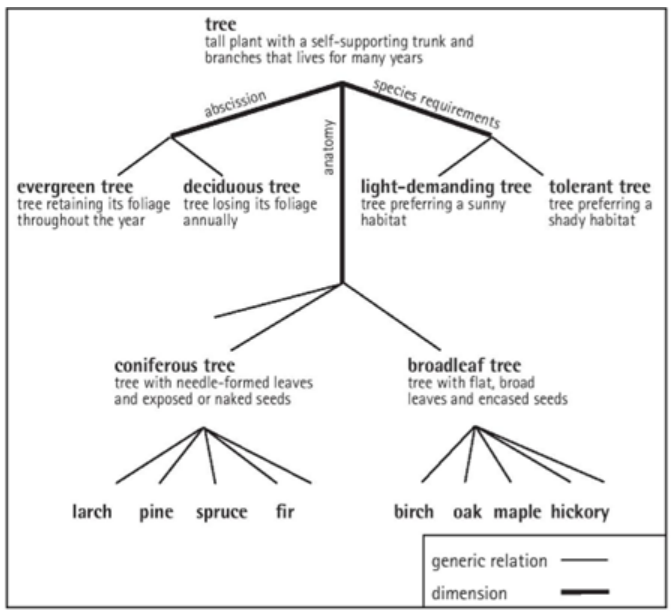 tree
tall plant with a self-supporting trunk and
branches that lives for many years
abscission
anatomy
species requirements
evergreen tree
tree retaining its foliage
throughout the year
deciduous tree
tree losing its foliage
annually
light-demanding tree
tree preferring a sunny
habitat
tolerant tree
tree preferring a
shady habitat
coniferous tree
tree with needle-formed leaves
and exposed or naked seeds
broadleaf tree
tree with flat, broad
leaves and encased seeds
larch pine spruce fir
birch oak maple hickory
generic relation
dimension